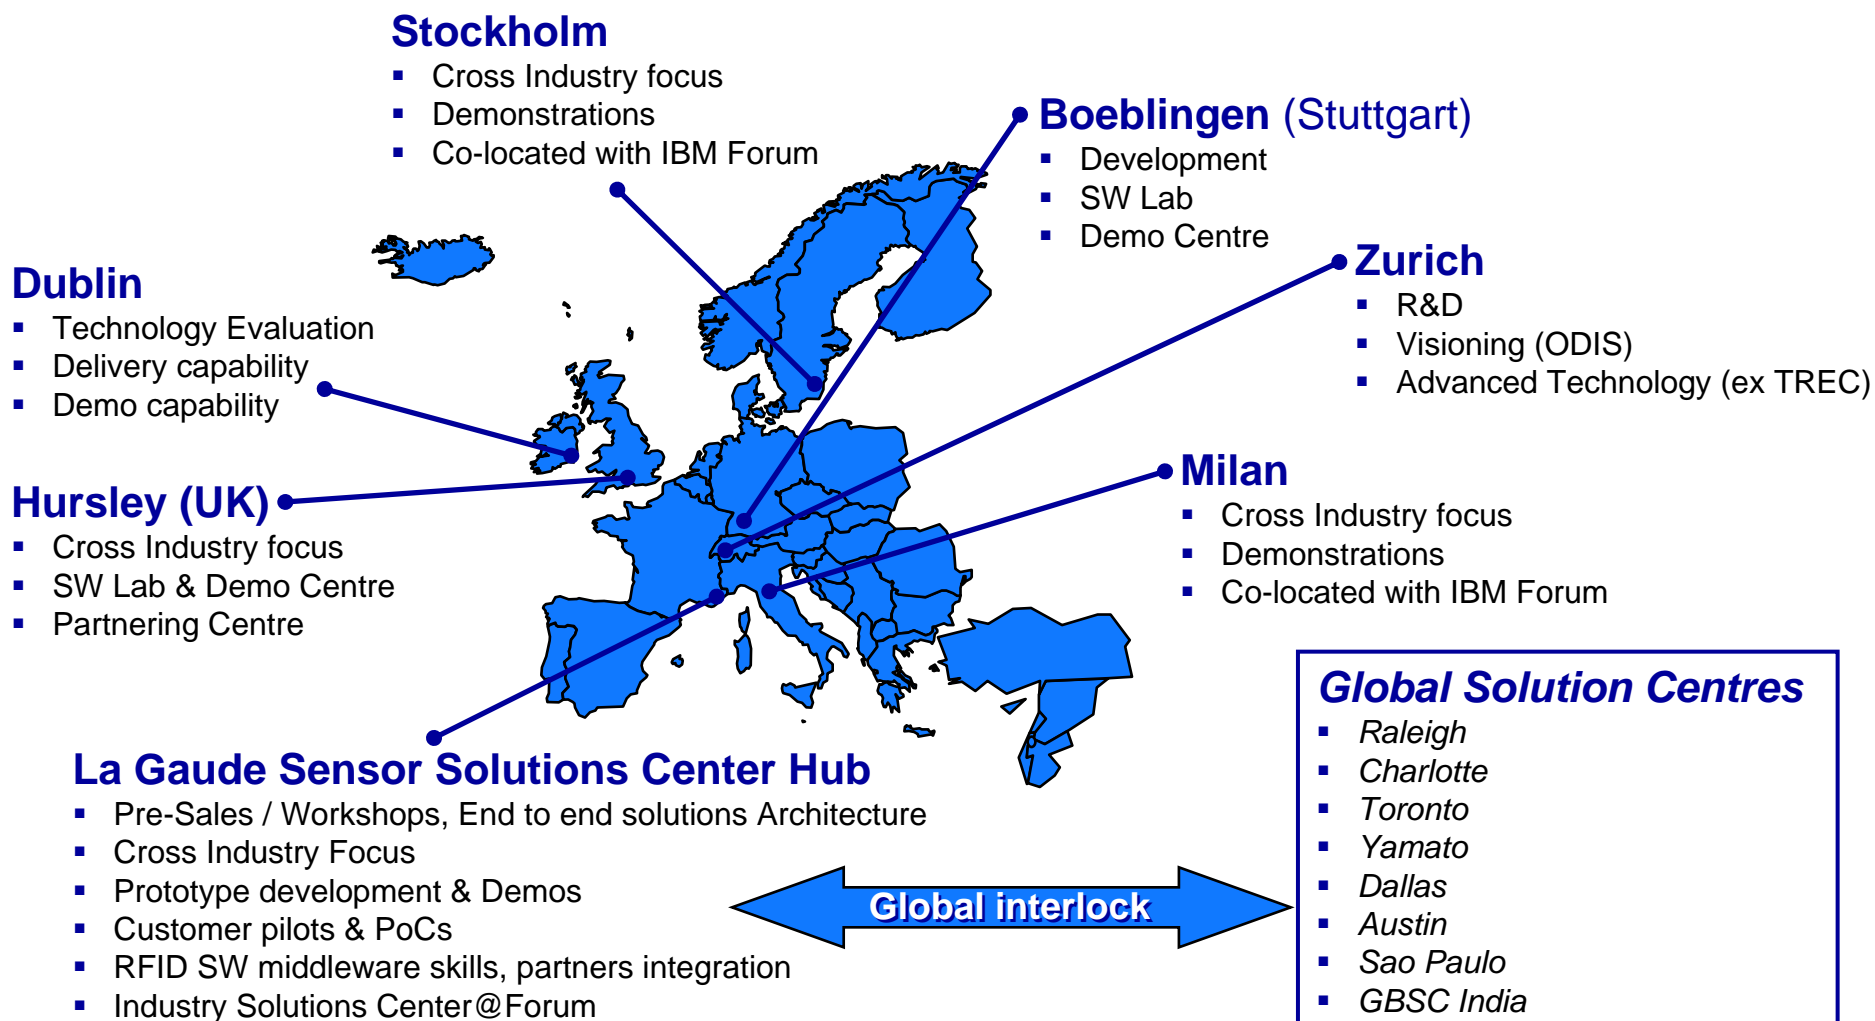 Stockholm
▪ Cross Industry focus
▪ Demonstrations
▪ Co-located with IBM Forum
Boeblingen (Stuttgart)
▪ Development
▪ SW Lab
▪ Demo Centre
Zurich
▪ R&D
▪ Visioning (ODIS)
▪ Advanced Technology (ex TREC)
Dublin
▪ Technology Evaluation
▪ Delivery capability
▪ Demo capability
Hursley (UK)
▪ Cross Industry focus
▪ SW Lab & Demo Centre
▪ Partnering Centre
Milan
▪ Cross Industry focus
▪ Demonstrations
▪ Co-located with IBM Forum
La Gaude Sensor Solutions Center Hub
▪ Pre-Sales / Workshops, End to end solutions Architecture
▪ Cross Industry Focus
▪ Prototype development & Demos
▪ Customer pilots & PoCs
▪ RFID SW middleware skills, partners integration
▪ Industry Solutions Center@Forum
Global interlock
Global Solution Centres
▪ Raleigh
▪ Charlotte
▪ Toronto
▪ Yamato
▪ Dallas
▪ Austin
▪ Sao Paulo
▪ GBSC India